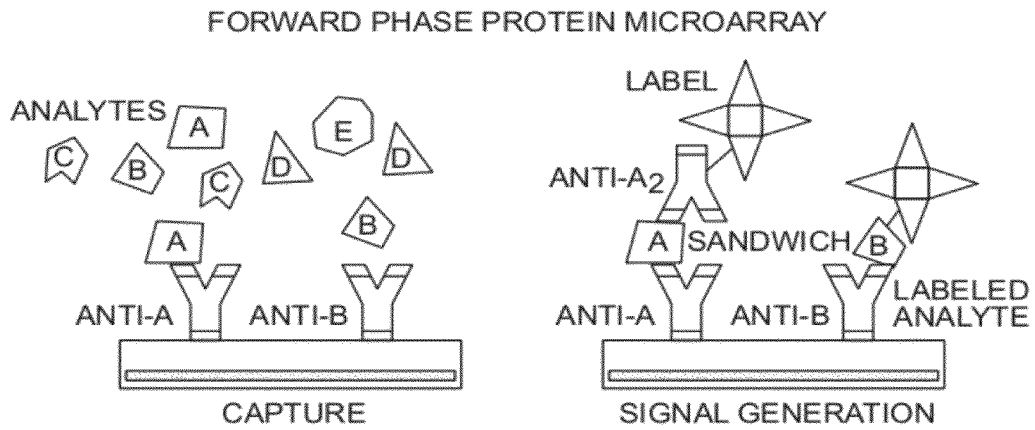 FORWARD PHASE PROTEIN MICROARRAY
ANALYTES
A
E
C
B
C
D
D
B
A
ANTI-A
ANTI-B
CAPTURE
LABEL
ANTI-A2
A SANDWICH B
ANTI-A
ANTI-B
LABELED
ANALYTE
SIGNAL GENERATION